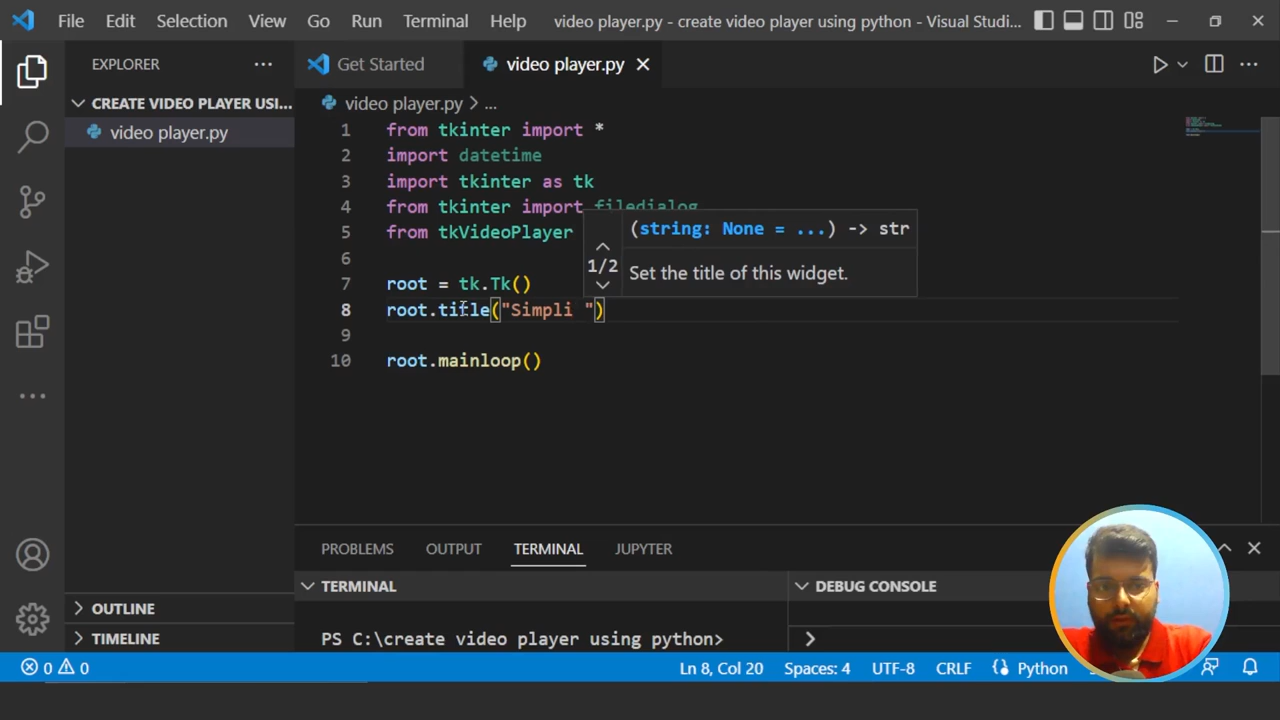 File Edit Selection View Go Run Terminal Help video player.py - create video player using python - Visual Studi...
EXPLORER ... Get Started video player.py
CREATE VIDEO PLAYER USI...
video player.py
video player.py > ...
1 from tkinter import *
2 import datetime
3 import tkinter as tk
4 from tkinter import filedialog
5 from tkVideoPlayer
6
7 root = tk.Tk()
8 root.title("Simpli ")
9
10 root.mainloop()
(string: None = ...) -> str
1/2 Set the title of this widget.
PROBLEMS OUTPUT TERMINAL JUPYTER
TERMINAL
DEBUG CONSOLE
PS C:\create video player using python>
>
OUTLINE
TIMELINE
0 0 Ln 8, Col 20 Spaces: 4 UTF-8 CRLF Python